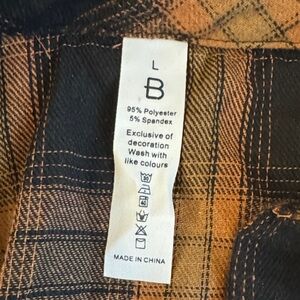 L
B
95% Polyester
5% Spandex
Exclusive of
decoration
Wash with
like colours
MADE IN CHINA